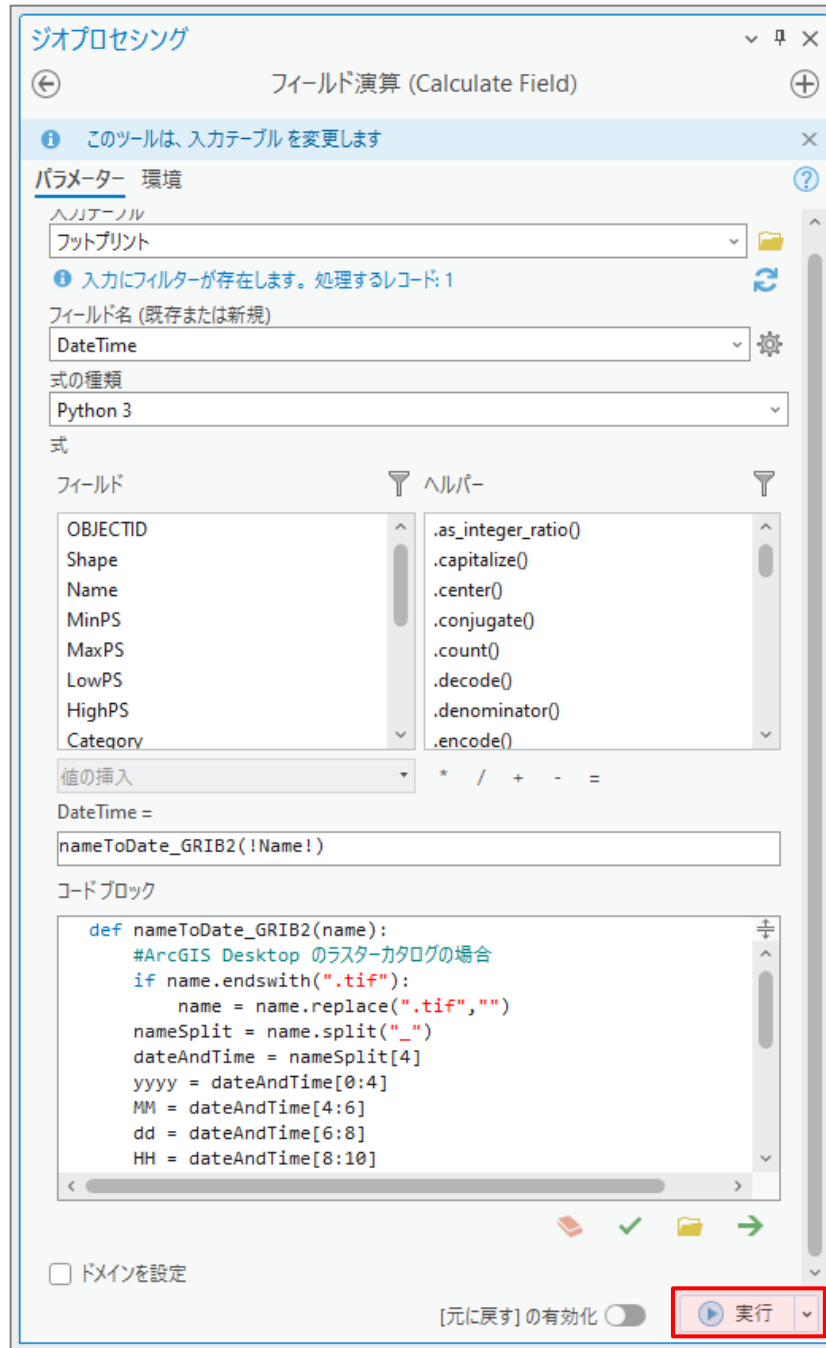 ジオプロセシング
フィールド演算 (Calculate Field)
このツールは、入力テーブル を変更します
パラメーター 環境
入力テーブル
フットプリント
入力にフィルターが存在します。処理するレコード: 1
フィールド名 (既存または新規)
DateTime
式の種類
Python 3
式
フィールド ヘルパー
OBJECTID .as_integer_ratio()
Shape .capitalize()
Name .center()
MinPS .conjugate()
MaxPS .count()
LowPS .decode()
HighPS .denominator()
Category .encode()
値の挿入 * / + - =
DateTime =
nameToDate_GRIB2(!Name!)
コード ブロック
def nameToDate_GRIB2(name):
#ArcGIS Desktop のラスターカタログの場合
if name.endswith(".tif"):
name = name.replace(".tif","")
nameSplit = name.split("_")
dateAndTime = nameSplit[4]
yyyy = dateAndTime[0:4]
MM = dateAndTime[4:6]
dd = dateAndTime[6:8]
HH = dateAndTime[8:10]
ドメインを設定
[元に戻す] の有効化 実行